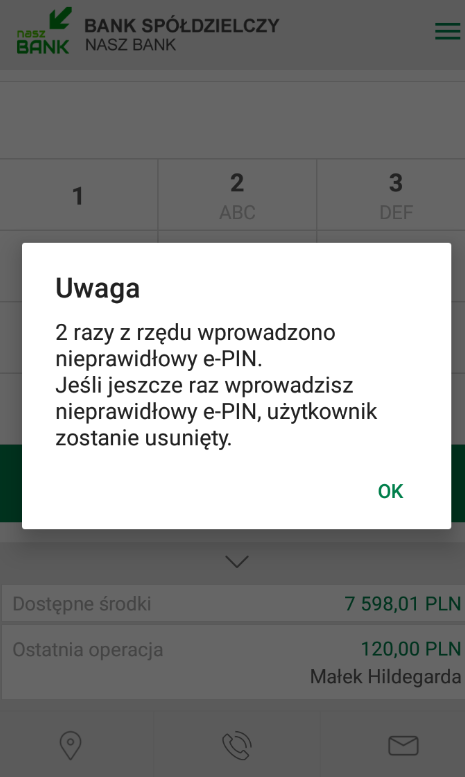 nasz
BANK
BANK SPÓŁDZIELCZY
NASZ BANK
1
2
ABC
3
DEF
Uwaga
2 razy z rzędu wprowadzono
nieprawidłowy e-PIN.
Jeśli jeszcze raz wprowadzisz
nieprawidłowy e-PIN, użytkownik
zostanie usunięty.
OK
Dostępne środki
7 598,01 PLN
Ostatnia operacja
120,00 PLN
Małek Hildegarda